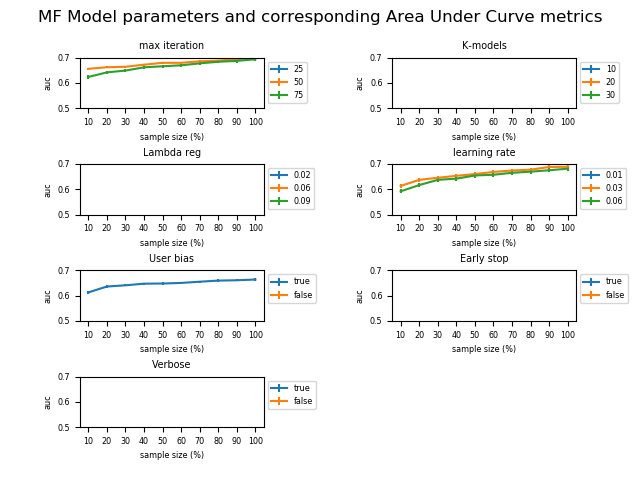 MF Model parameters and corresponding Area Under Curve metrics
max iteration
0.7
0.6
0.5
auc
10 20 30 40 50 60 70 80 90 100
sample size (%)
25
50
75
K-models
0.7
0.6
0.5
auc
10 20 30 40 50 60 70 80 90 100
sample size (%)
10
20
30
Lambda reg
0.7
0.6
0.5
auc
10 20 30 40 50 60 70 80 90 100
sample size (%)
0.02
0.06
0.09
learning rate
0.7
0.6
0.5
auc
10 20 30 40 50 60 70 80 90 100
sample size (%)
0.01
0.03
0.06
User bias
0.7
0.6
0.5
auc
10 20 30 40 50 60 70 80 90 100
sample size (%)
true
false
Early stop
0.7
0.6
0.5
auc
10 20 30 40 50 60 70 80 90 100
sample size (%)
true
false
Verbose
0.7
0.6
0.5
auc
10 20 30 40 50 60 70 80 90 100
sample size (%)
true
false